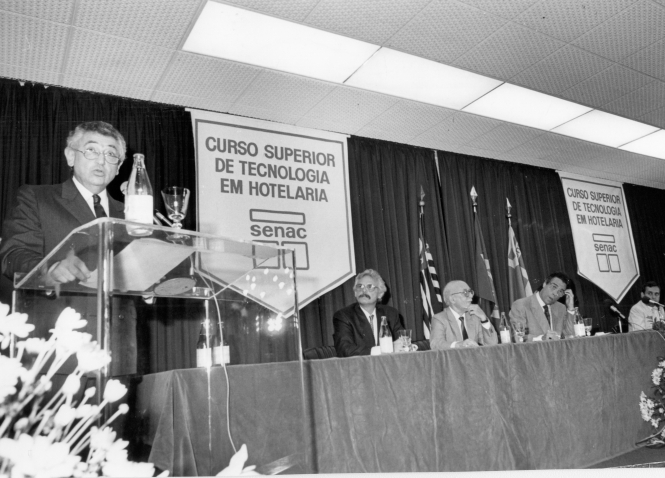 CURSO SUPERIOR
DE TECNOLOGIA
EM HOTELARIA
senac
CURSO SUPERIOR
DE TECNOLOGIA
EM HOTELARIA
senac